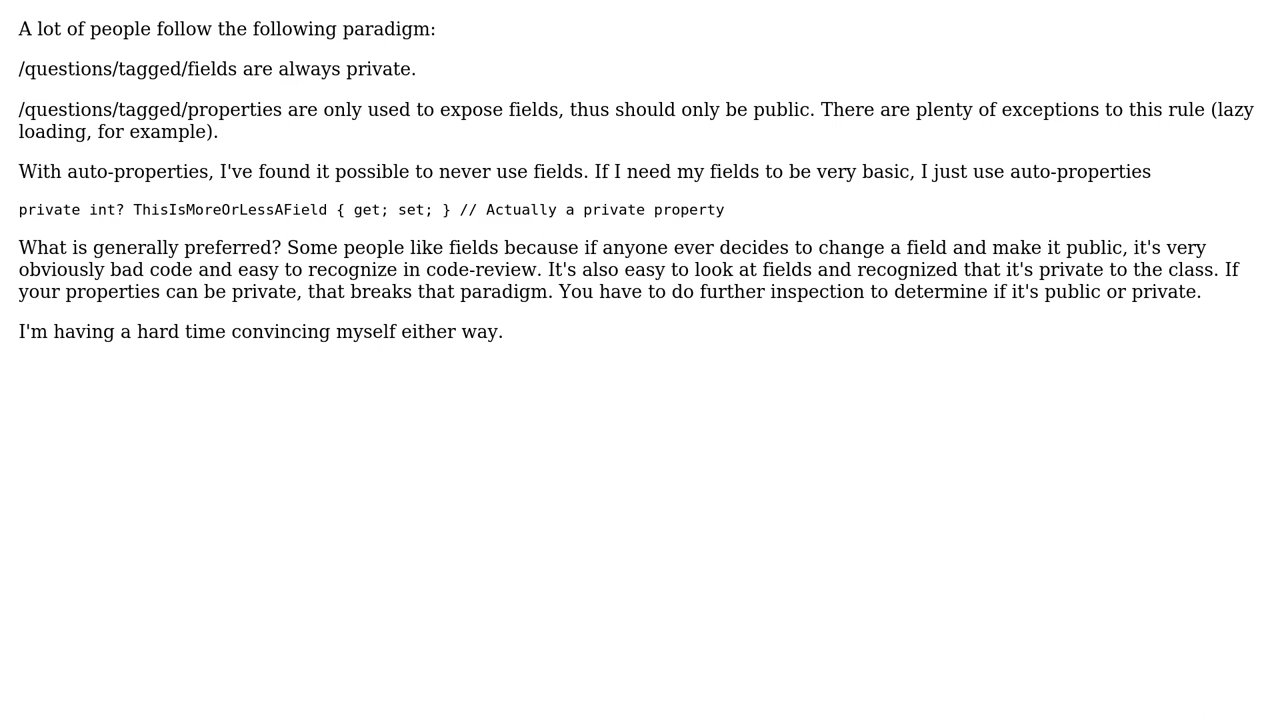 A lot of people follow the following paradigm:
/questions/tagged/fields are always private.
/questions/tagged/properties are only used to expose fields, thus should only be public. There are plenty of exceptions to this rule (lazy
loading, for example).
With auto-properties, I've found it possible to never use fields. If I need my fields to be very basic, I just use auto-properties
private int? ThisIsMoreOrLessAField { get; set; } // Actually a private property
What is generally preferred? Some people like fields because if anyone ever decides to change a field and make it public, it's very
obviously bad code and easy to recognize in code-review. It's also easy to look at fields and recognized that it's private to the class. If
your properties can be private, that breaks that paradigm. You have to do further inspection to determine if it's public or private.
I'm having a hard time convincing myself either way.